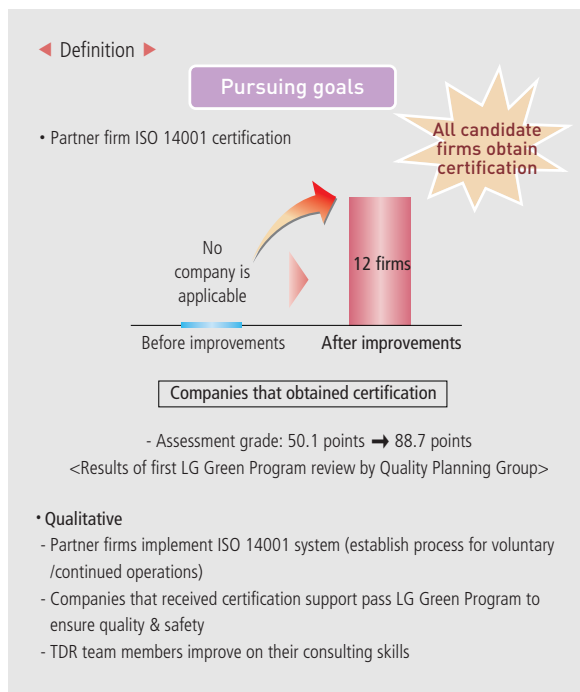 ◀ Definition ▶
Pursuing goals
All candidate
firms obtain
certification
• Partner firm ISO 14001 certification
No
company is
applicable
12 firms
Before improvements
After improvements
Companies that obtained certification
- Assessment grade: 50.1 points ➞ 88.7 points
<Results of first LG Green Program review by Quality Planning Group>
• Qualitative
- Partner firms implement ISO 14001 system (establish process for voluntary
/continued operations)
- Companies that received certification support pass LG Green Program to
ensure quality & safety
- TDR team members improve on their consulting skills